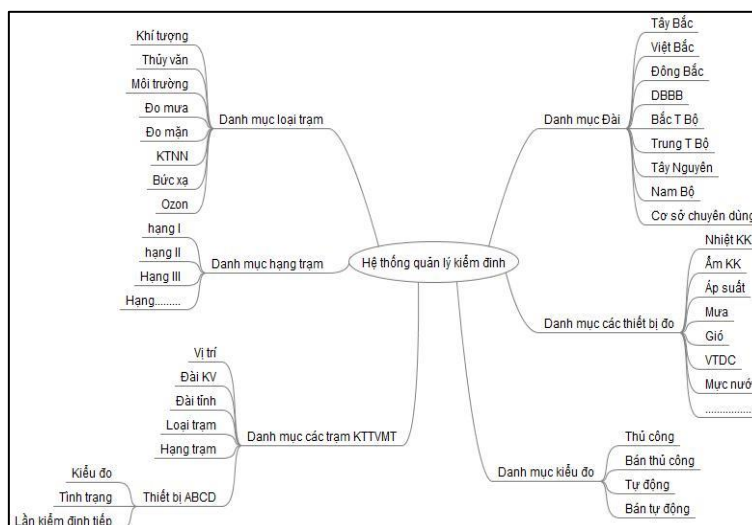 Khí tượng
Thủy văn
Môi trường
Đo mưa
Đo mặn
KTNN
Bức xạ
Ozon
Danh mục loại trạm
hạng I
hạng II
Hạng III
Hạng.........
Danh mục hạng trạm
Vị trí
Đài KV
Đài tỉnh
Loại trạm
Hạng trạm
Danh mục các trạm KTTVMT
Kiểu đo
Tình trạng
Lần kiểm định tiếp
Thiết bị ABCD
Hệ thống quản lý kiểm đinh
Tây Bắc
Việt Bắc
Đông Bắc
DBBB
Bắc T Bộ
Trung T Bộ
Tây Nguyên
Nam Bộ
Cơ sở chuyên dùng
Danh mục Đài
Nhiệt KK
Ẩm KK
Áp suất
Mưa
Gió
VTDC
Mực nướ
................
Danh mục các thiết bị đo
Thủ công
Bán thủ công
Tự động
Bán tự động
Danh mục kiểu đo